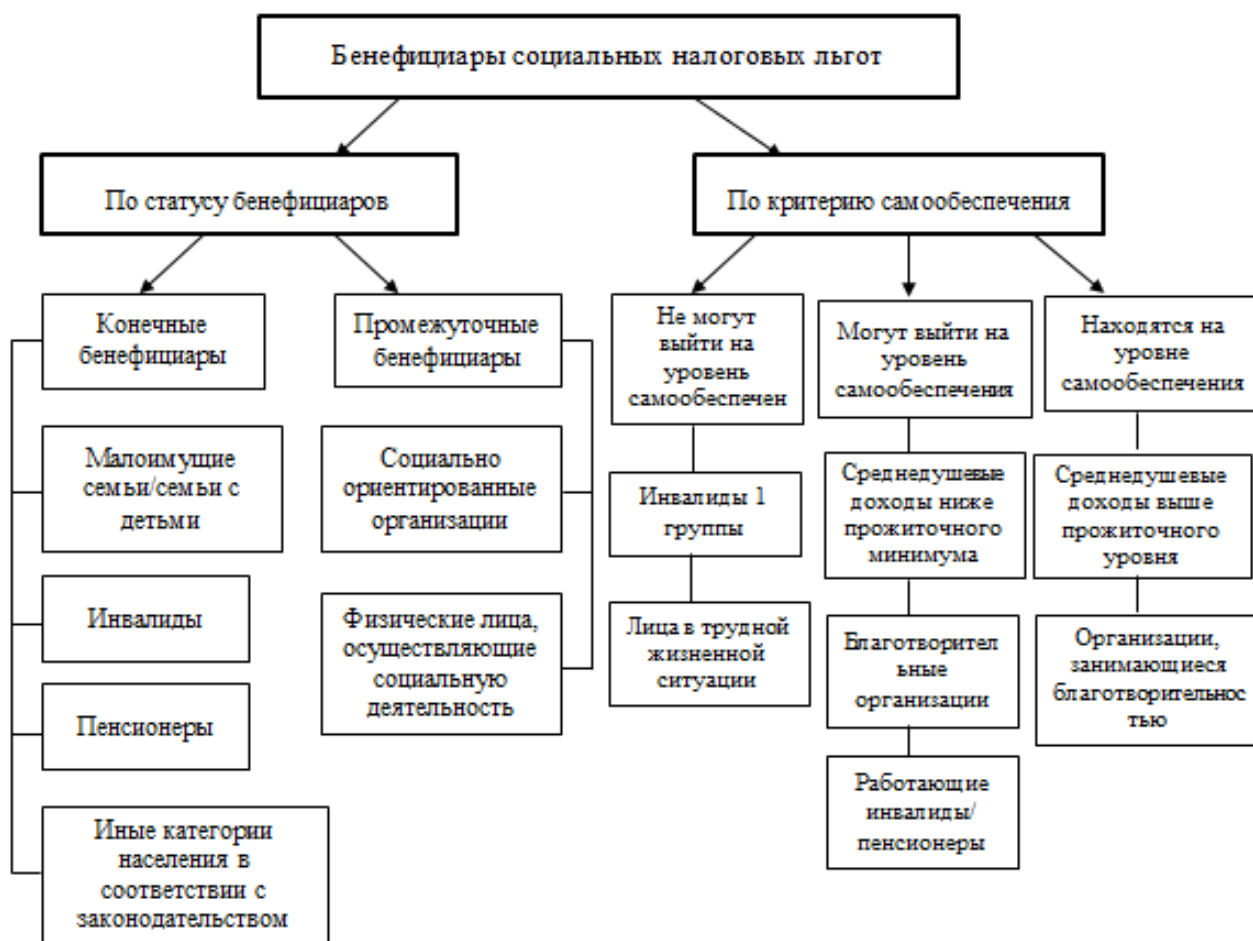 Бенефициары социальных налоговых льгот
По статусу бенефициаров
По критерию самообеспечения
Конечные
бенефициары
Промежуточные
бенефициары
Не могут
выйти на
уровень
самообеспечен
Могут выйти на
уровень
самообеспечения
Находятся на
уровне
самообеспечения
Малоимущие
семьи/семьи с
детьми
Социально
ориентированные
организации
Инвалиды 1
группы
Среднедушевые
доходы ниже
прожиточного
минимума
Среднедушевые
доходы выше
прожиточного
уровня
Инвалиды
Физические лица,
осуществляющие
социальную
деятельность
Лица в трудной
жизненной
ситуации
Благотворител
ьные
организации
Организации,
занимающиеся
благотворительнос
тью
Пенсионеры
Работающие
инвалиды/
пенсионеры
Иные категории
населения в
соответствии с
законодательством